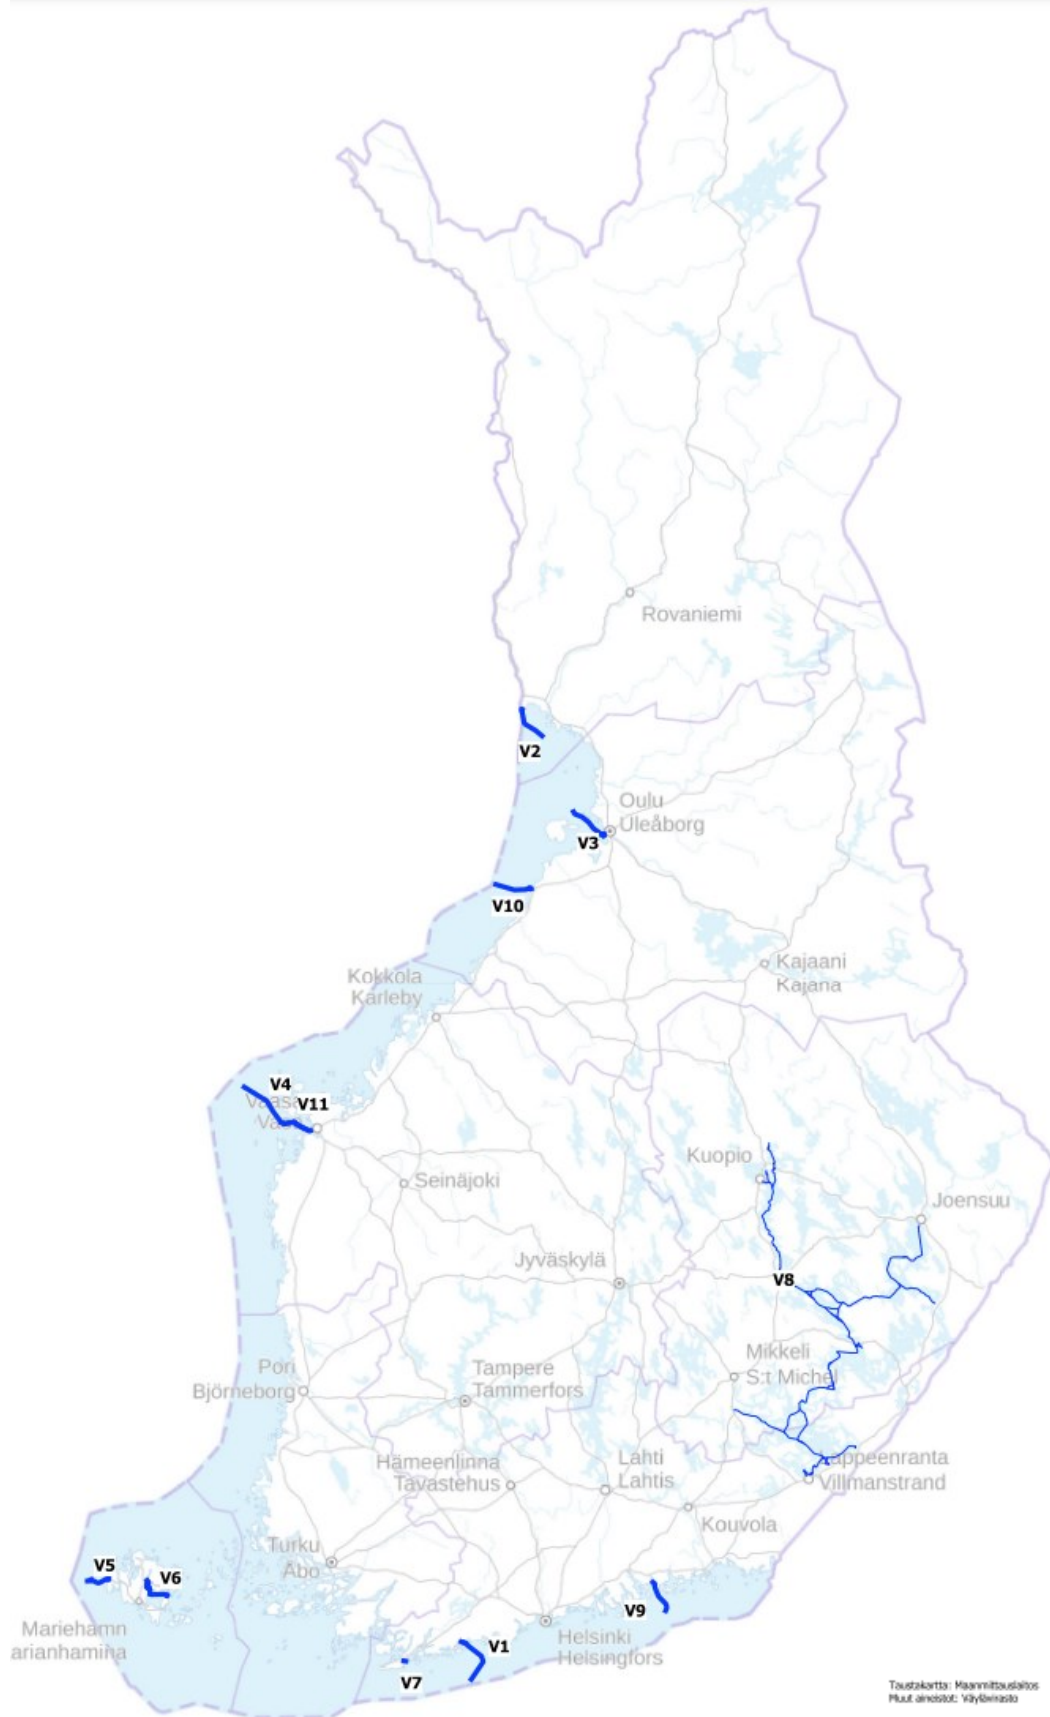 Rovaniemi
V2
Oulu
Uleåborg
V3
V10
Kajaani
Kajana
Kokkola
Karleby
V4
V11
Kuopio
Seinäjoki
Joensuu
Jyväskylä
V8
Mikkeli
S:t Michel
Pori
Björneborg
Tampere
Tammerfors
Hämeenlinna
Tavastehus
Lahti
Lahtis
appeenranta
Villmanstrand
Kouvola
Turku
Åbo
V5
V6
V9
Mariehamn
arianhamina
Helsinki
Helsingfors
V1
V7
Taustakartta: Maanmittauslaitos
Muut aineistot: Väylävirasto